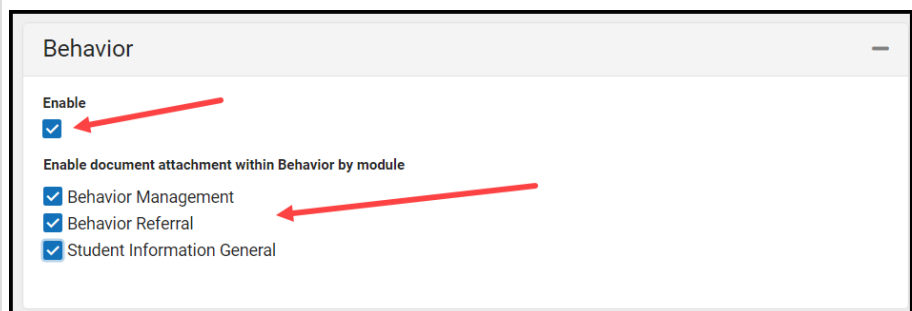 Behavior
Enable
Enable document attachment within Behavior by module
Behavior Management
Behavior Referral
Student Information General